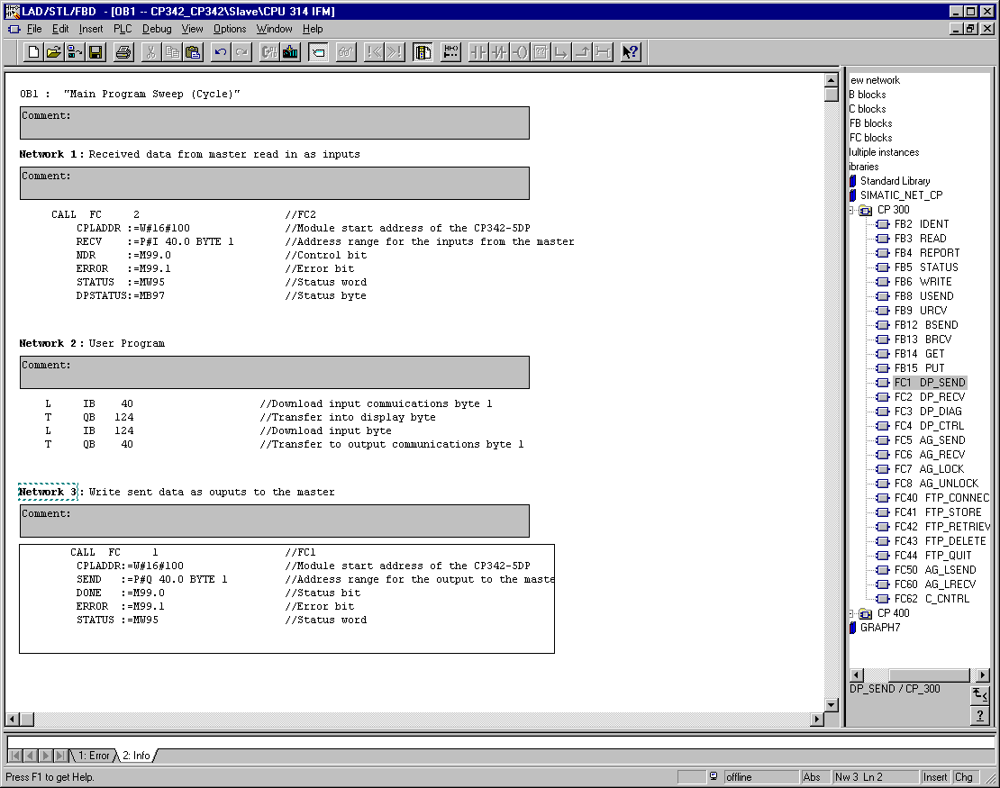 LAD/STL/FBD - [OB1 -- CP342_CP342\Slave\CPU 314 IFM]
File Edit Insert PLC Debug View Options Window Help
OB1 : "Main Program Sweep (Cycle)"
Comment:
Network 1 : Received data from master read in as inputs
Comment:
CALL FC 2 //FC2
CPLADDR :=W#16#100 //Module start address of the CP342-5DP
RECV :=P#I 40.0 BYTE 1 //Address range for the inputs from the master
NDR :=M99.0 //Control bit
ERROR :=M99.1 //Error bit
STATUS :=MW95 //Status word
DPSTATUS:=MB97 //Status byte
Network 2 : User Program
Comment:
L IB 40 //Download input commuications byte 1
T QB 124 //Transfer into display byte
L IB 124 //Download input byte
T QB 40 //Transfer to output communications byte 1
Network 3 : Write sent data as ouputs to the master
Comment:
CALL FC 1 //FC1
CPLADDR:=W#16#100 //Module start address of the CP342-5DP
SEND :=P#Q 40.0 BYTE 1 //Address range for the output to the maste
DONE :=M99.0 //Status bit
ERROR :=M99.1 //Error bit
STATUS :=MW95 //Status word
ew network
B blocks
C blocks
FB blocks
FC blocks
lultiple instances
ibraries
Standard Library
SIMATIC_NET_CP
CP 300
FB2 IDENT
FB3 READ
FB4 REPORT
FB5 STATUS
FB6 WRITE
FB8 USEND
FB9 URCV
FB12 BSEND
FB13 BRCV
FB14 GET
FB15 PUT
FC1 DP_SEND
FC2 DP_RECV
FC3 DP_DIAG
FC4 DP_CTRL
FC5 AG_SEND
FC6 AG_RECV
FC7 AG_LOCK
FC8 AG_UNLOCK
FC40 FTP_CONNEC
FC41 FTP_STORE
FC42 FTP_RETRIEV
FC43 FTP_DELETE
FC44 FTP_QUIT
FC50 AG_LSEND
FC60 AG_LRECV
FC62 C_CNTRL
CP 400
GRAPH7
DP_SEND / CP_300
1: Error 2: Info
Press F1 to get Help. offline Abs Nw 3 Ln 2 Insert Chg